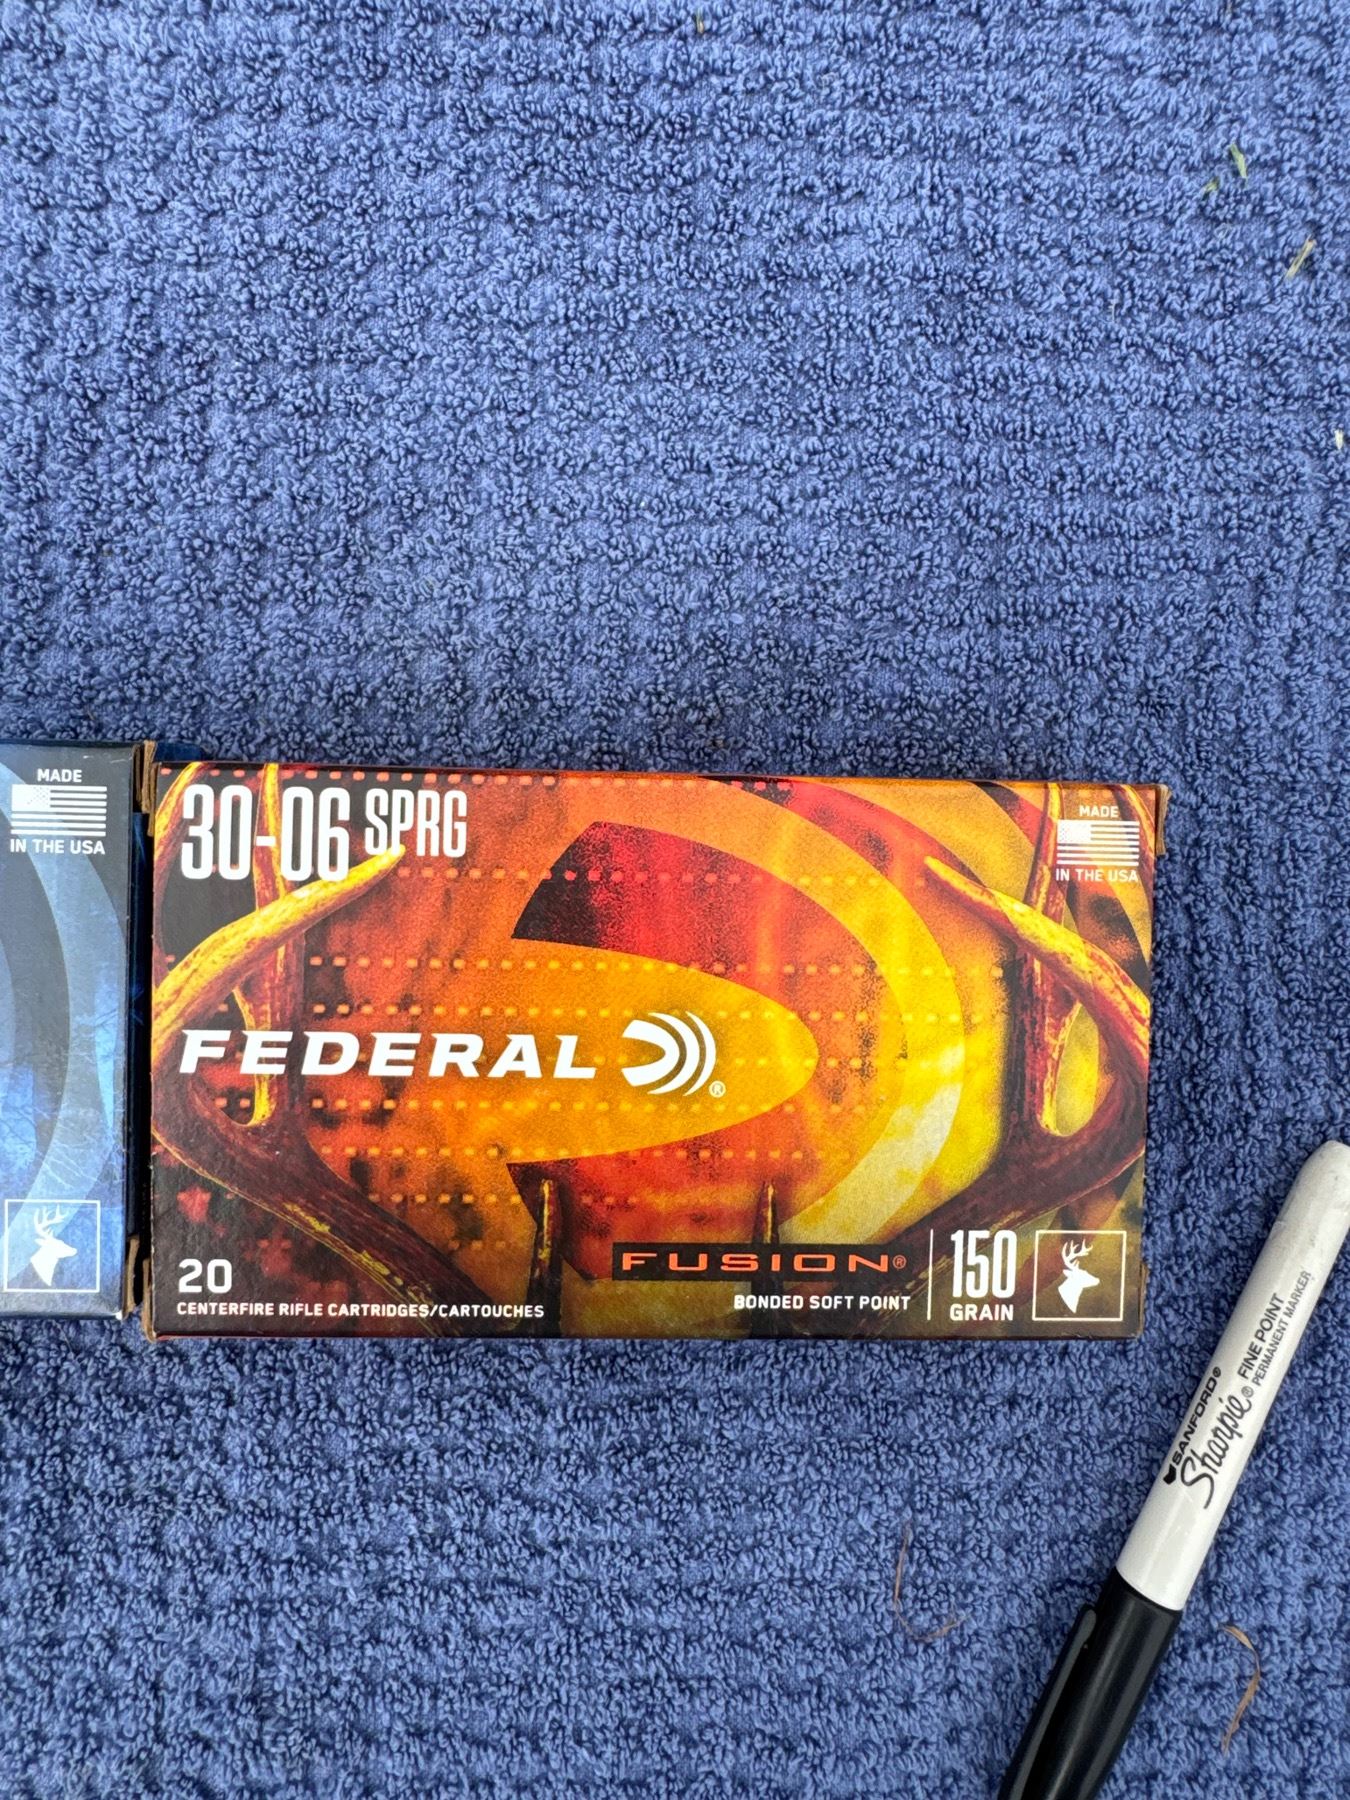 MADE
IN THE USA
30-06 SPRG
MADE
IN THE USA
FEDERAL ®
20
CENTERFIRE RIFLE CARTRIDGES/CARTOUCHES
FUSION®
BONDED SOFT POINT
150
GRAIN
SANFORD®
Sharpie®
FINE POINT
PERMANENT MARKER